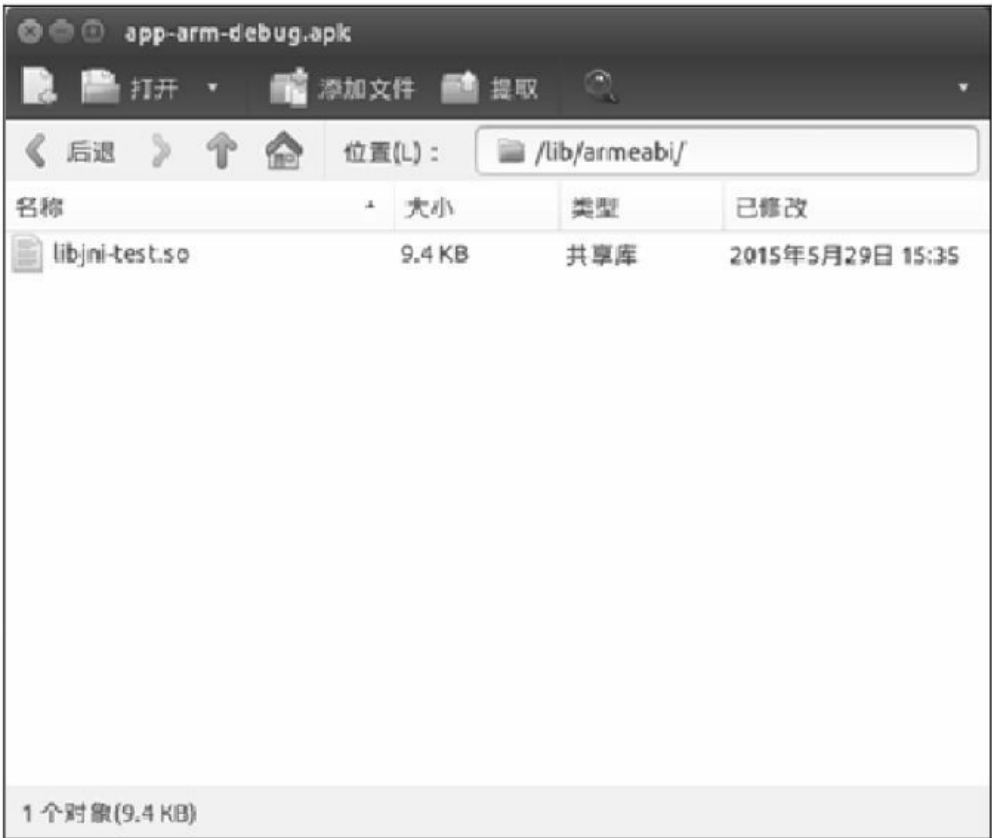 app-arm-debug.apk
打开 添加文件 提取
后退 位置(L)： /lib/armeabi/
名称 大小 类型 已修改
libjni-test.so 9.4 KB 共享库 2015年5月29日 15:35
1 个对象(9.4 KB)